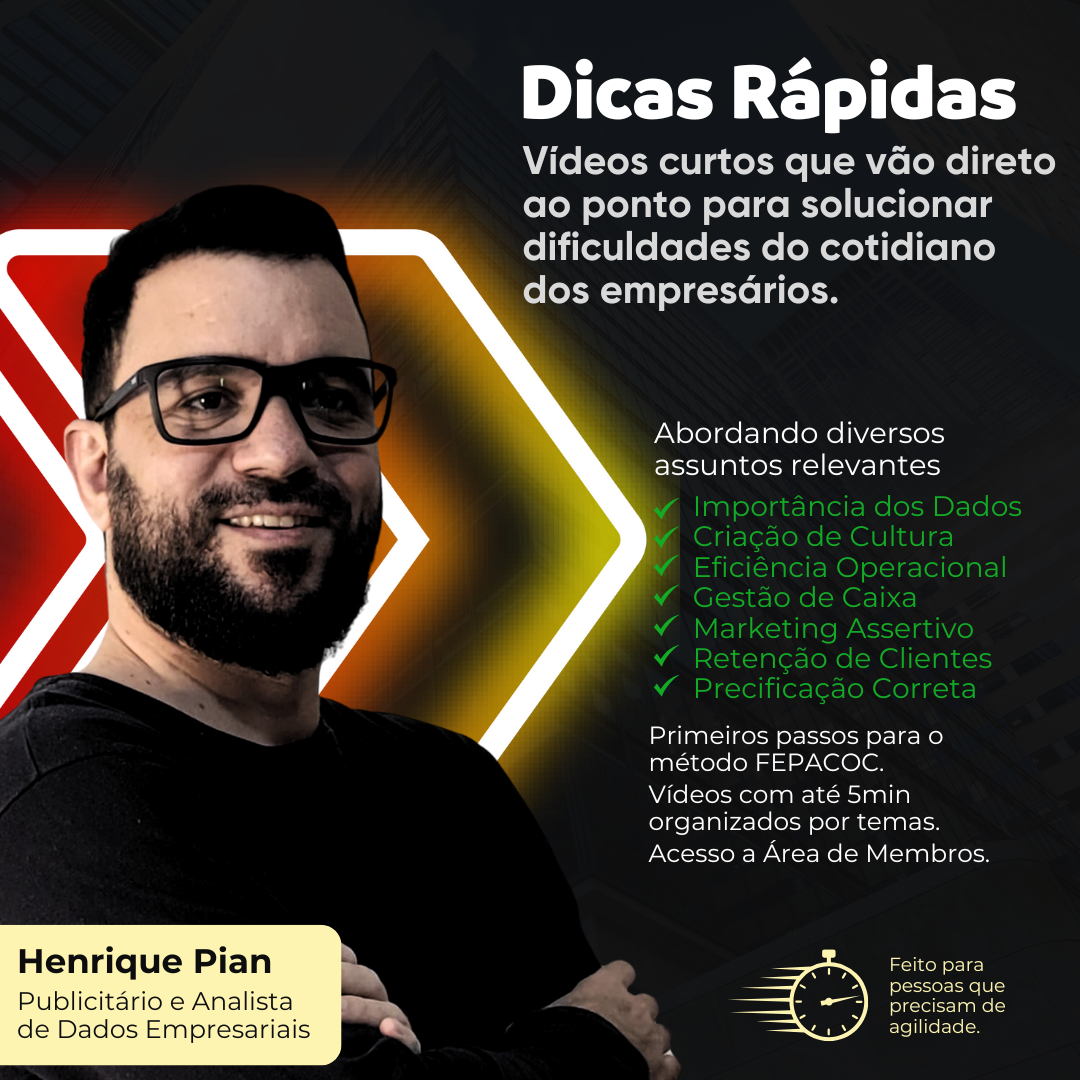 Dicas Rápidas
Vídeos curtos que vão direto
ao ponto para solucionar
dificuldades do cotidiano
dos empresários.
Abordando diversos
assuntos relevantes
Importância dos Dados
Criação de Cultura
Eficiência Operacional
Gestão de Caixa
Marketing Assertivo
Retenção de Clientes
Precificação Correta
Primeiros passos para o
método FEPACOC.
Vídeos com até 5min
organizados por temas.
Acesso a Área de Membros.
Henrique Pian
Publicitário e Analista
de Dados Empresariais
Feito para
pessoas que
precisam de
agilidade.